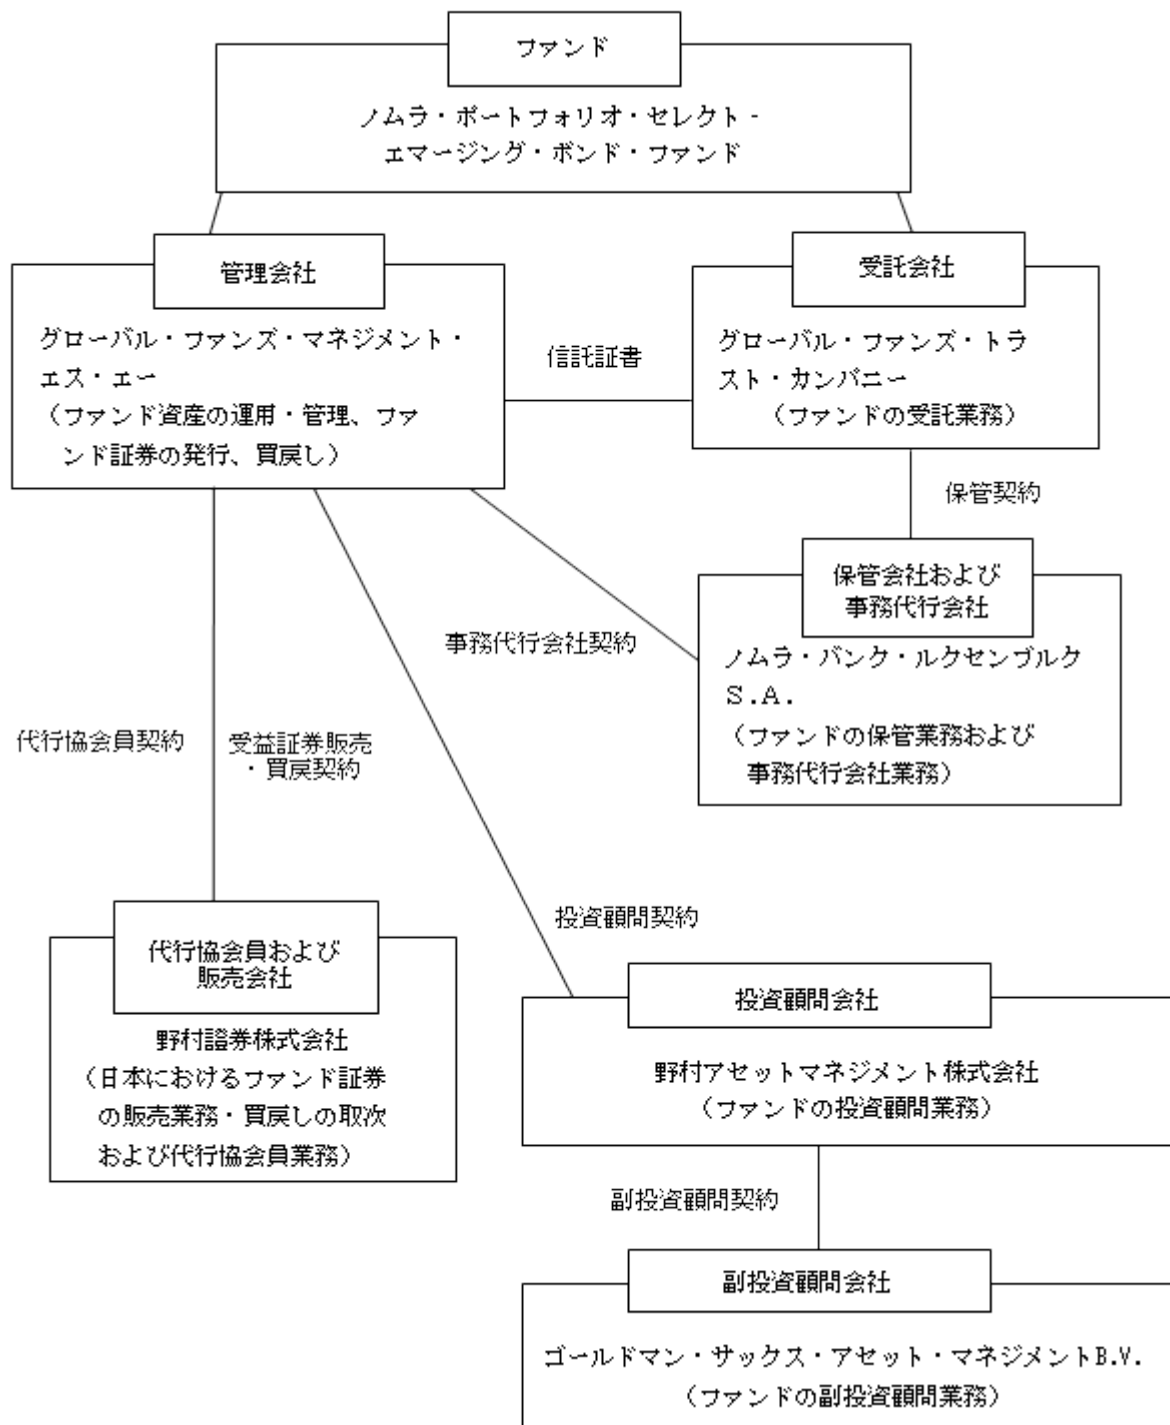 ファンド
ノムラ・ポートフォリオ・セレクト -
エマージング・ボンド・ファンド
管理会社
グローバル・ファンズ・マネジメント・
エス・エー
（ファンド資産の運用・管理、ファ
ンド証券の発行、買戻し）
信託証書
受託会社
グローバル・ファンズ・トラ
スト・カンパニー
（ファンドの受託業務）
保管契約
保管会社および
事務代行会社
ノムラ・バンク・ルクセンブルク
Ｓ.Ａ.
（ファンドの保管業務および
事務代行会社業務）
事務代行会社契約
代行協会員契約
受益証券販売
・買戻契約
投資顧問契約
代行協会員および
販売会社
野村證券株式会社
（日本におけるファンド証券
の販売業務・買戻しの取次
および代行協会員業務）
投資顧問会社
野村アセットマネジメント株式会社
（ファンドの投資顧問業務）
副投資顧問契約
副投資顧問会社
ゴールドマン・サックス・アセット・マネジメントB.V.
（ファンドの副投資顧問業務）